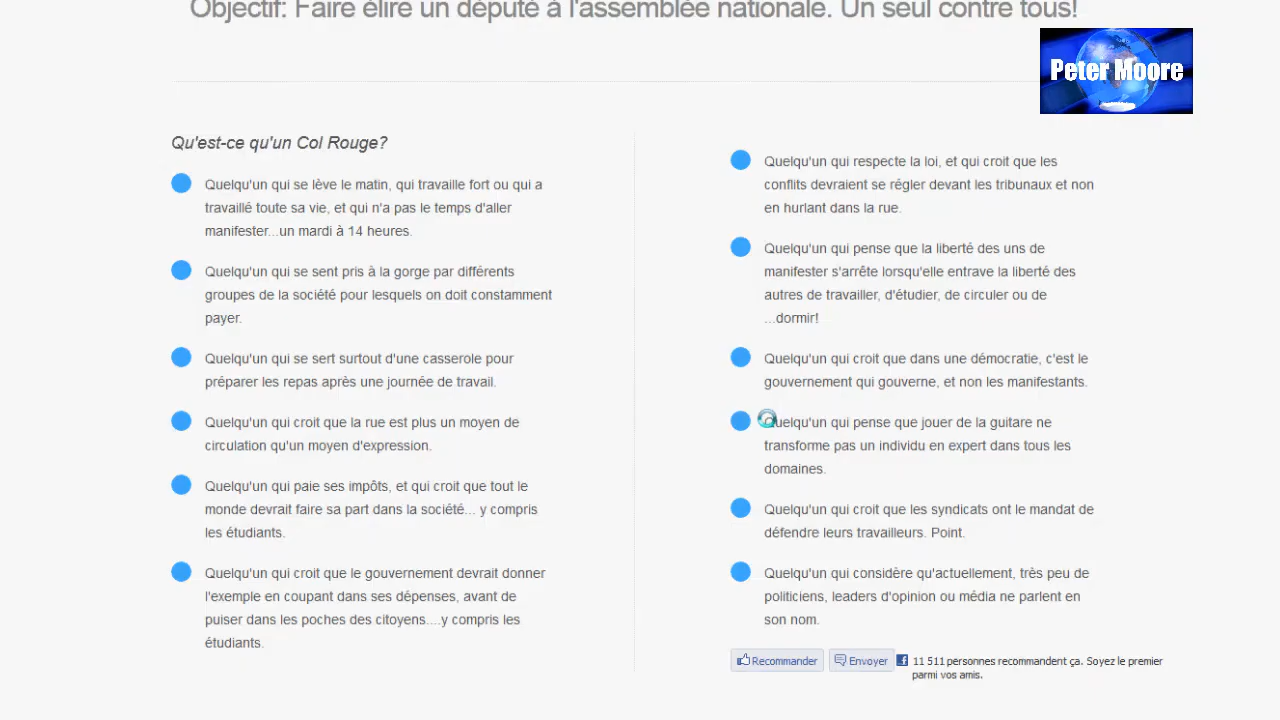 Objectif: Faire élire un député à l'assemblée nationale. Un seul contre tous!
Peter Moore
Qu'est-ce qu'un Col Rouge?
Quelqu'un qui se lève le matin, qui travaille fort ou qui a
travaillé toute sa vie, et qui n'a pas le temps d'aller
manifester...un mardi à 14 heures.
Quelqu'un qui se sent pris à la gorge par différents
groupes de la société pour lesquels on doit constamment
payer.
Quelqu'un qui se sert surtout d'une casserole pour
préparer les repas après une journée de travail.
Quelqu'un qui croit que la rue est plus un moyen de
circulation qu'un moyen d'expression.
Quelqu'un qui paie ses impôts, et qui croit que tout le
monde devrait faire sa part dans la société... y compris
les étudiants.
Quelqu'un qui croit que le gouvernement devrait donner
l'exemple en coupant dans ses dépenses, avant de
puiser dans les poches des citoyens....y compris les
étudiants.
Quelqu'un qui respecte la loi, et qui croit que les
conflits devraient se régler devant les tribunaux et non
en hurlant dans la rue.
Quelqu'un qui pense que la liberté des uns de
manifester s'arrête lorsqu'elle entrave la liberté des
autres de travailler, d'étudier, de circuler ou de
...dormir!
Quelqu'un qui croit que dans une démocratie, c'est le
gouvernement qui gouverne, et non les manifestants.
Quelqu'un qui pense que jouer de la guitare ne
transforme pas un individu en expert dans tous les
domaines.
Quelqu'un qui croit que les syndicats ont le mandat de
défendre leurs travailleurs. Point.
Quelqu'un qui considère qu'actuellement, très peu de
politiciens, leaders d'opinion ou média ne parlent en
son nom.
Recommander Envoyer 11 511 personnes recommandent ça. Soyez le premier
parmi vos amis.